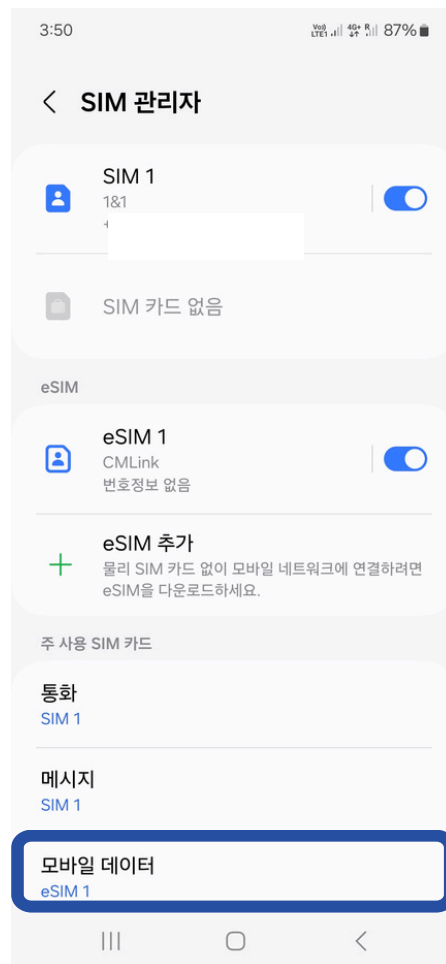 3:50
Vo)) LTE1 4G+ R 87%
SIM 관리자
SIM 1
1&1
+
SIM 카드 없음
eSIM
eSIM 1
CMLink
번호정보 없음
eSIM 추가
물리 SIM 카드 없이 모바일 네트워크에 연결하려면
eSIM을 다운로드하세요.
주 사용 SIM 카드
통화
SIM 1
메시지
SIM 1
모바일 데이터
eSIM 1